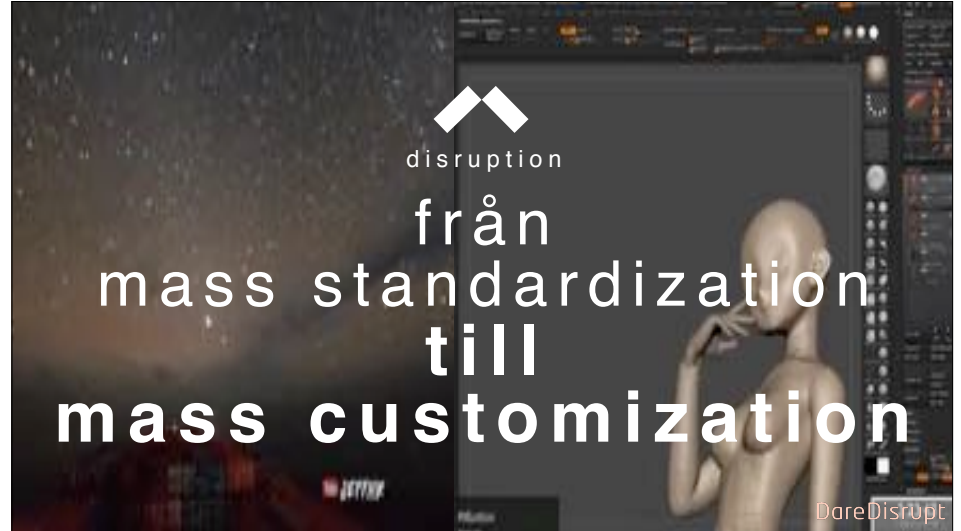 disruption
från
mass standardization
till
mass customization
DareDisrupt